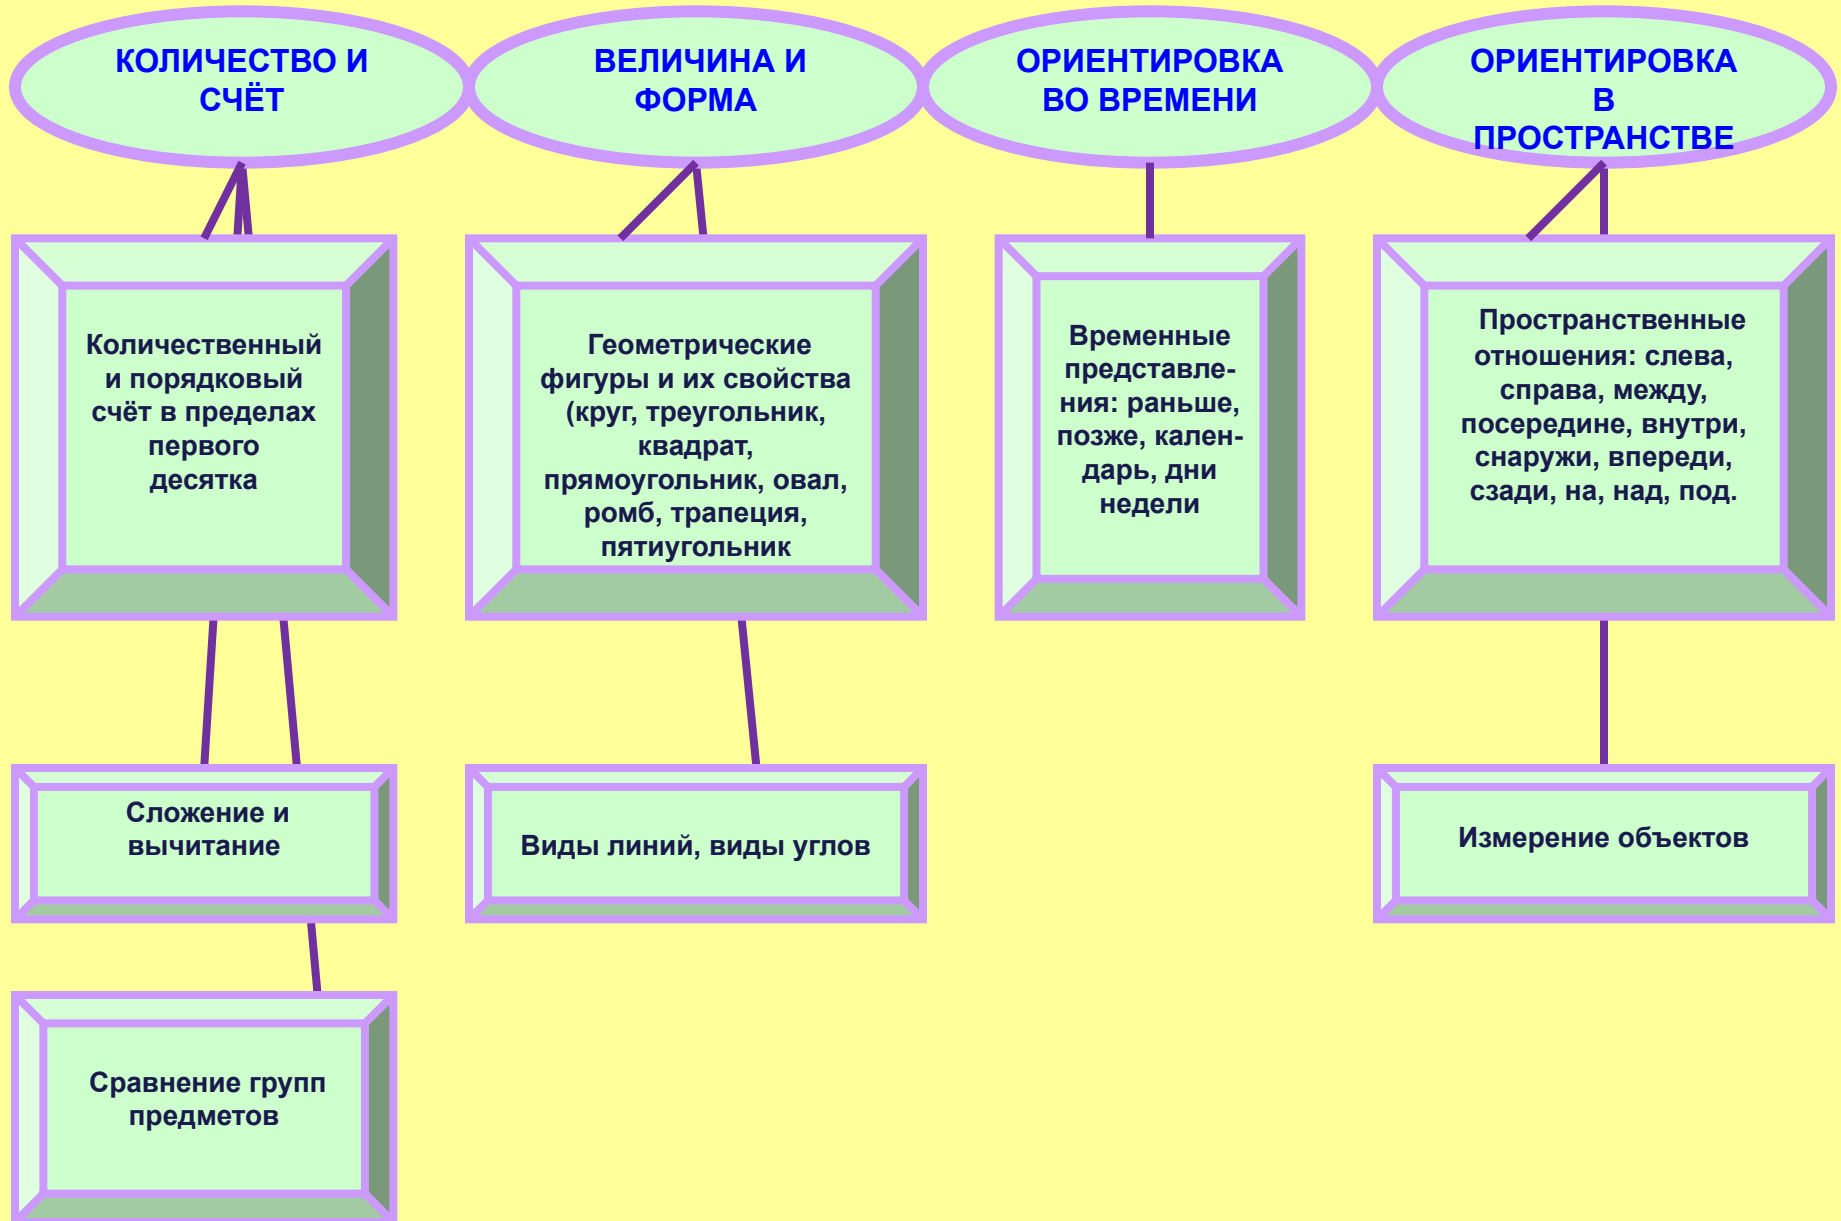 КОЛИЧЕСТВО И
СЧЁТ
ВЕЛИЧИНА И
ФОРМА
ОРИЕНТИРОВКА
ВО ВРЕМЕНИ
ОРИЕНТИРОВКА
В
ПРОСТРАНСТВЕ
Количественный
и порядковый
счёт в пределах
первого
десятка
Геометрические
фигуры и их свойства
(круг, треугольник,
квадрат,
прямоугольник, овал,
ромб, трапеция,
пятиугольник
Временные
представле-
ния: раньше,
позже, кален-
дарь, дни
недели
Пространственные
отношения: слева,
справа, между,
посередине, внутри,
снаружи, впереди,
сзади, на, над, под.
Сложение и
вычитание
Виды линий, виды углов
Измерение объектов
Сравнение групп
предметов